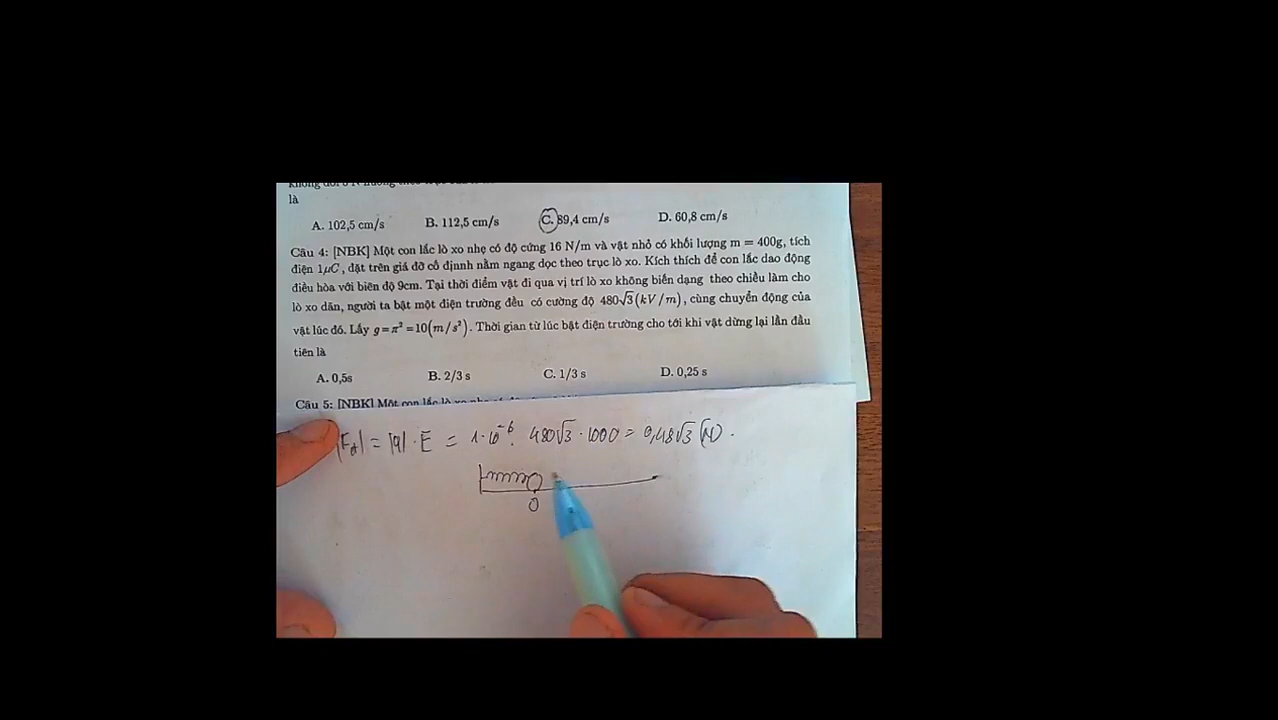 là
A. 102,5 cm/s B. 112,5 cm/s C. 89,4 cm/s D. 60,8 cm/s
Câu 4: [NBK] Một con lắc lò xo nhẹ có độ cứng 16 N/m và vật nhỏ có khối lượng m = 400g, tích
điện 1μC, đặt trên giá đỡ cố địnnh nằm ngang dọc theo trục lò xo. Kích thích để con lắc dao động
điều hòa với biên độ 9cm. Tại thời điểm vật đi qua vị trí lò xo không biến dạng theo chiều làm cho
lò xo dãn, người ta bật một điện trường đều có cường độ 480√3(kV/m), cùng chuyển động của
vật lúc đó. Lấy g=π²=10(m/s²). Thời gian từ lúc bật điện trường cho tới khi vật dừng lại lần đầu
tiên là
A. 0,5s B. 2/3 s C. 1/3 s D. 0,25 s
Câu 5: [NBK] Một con lắc lò xo
|Fđ| = |q|.E = 1.10⁻⁶. 480√3.1000 = 0,48√3 (N).
O